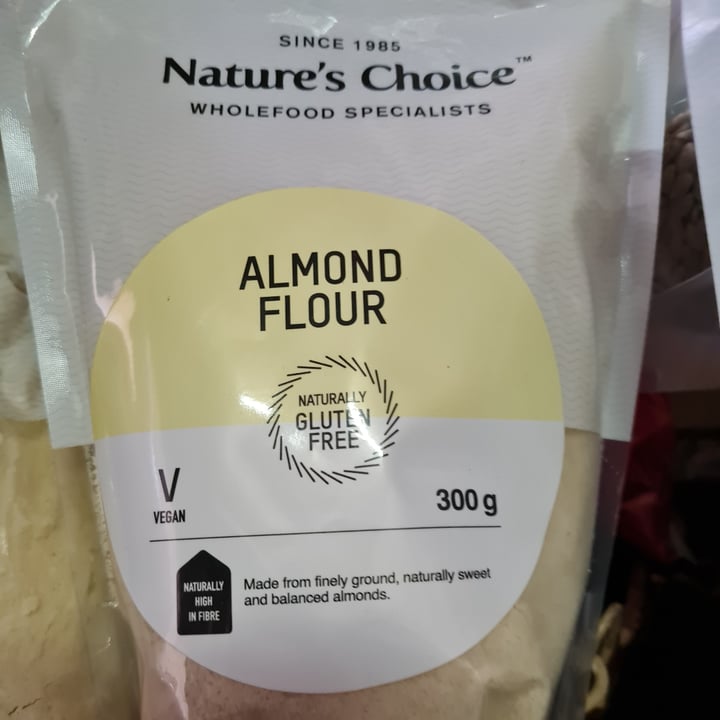 SINCE 1985
Nature's Choice™
WHOLEFOOD SPECIALISTS
ALMOND
FLOUR
NATURALLY
GLUTEN
FREE
V
VEGAN
300 g
NATURALLY
HIGH
IN FIBRE
Made from finely ground, naturally sweet
and balanced almonds.